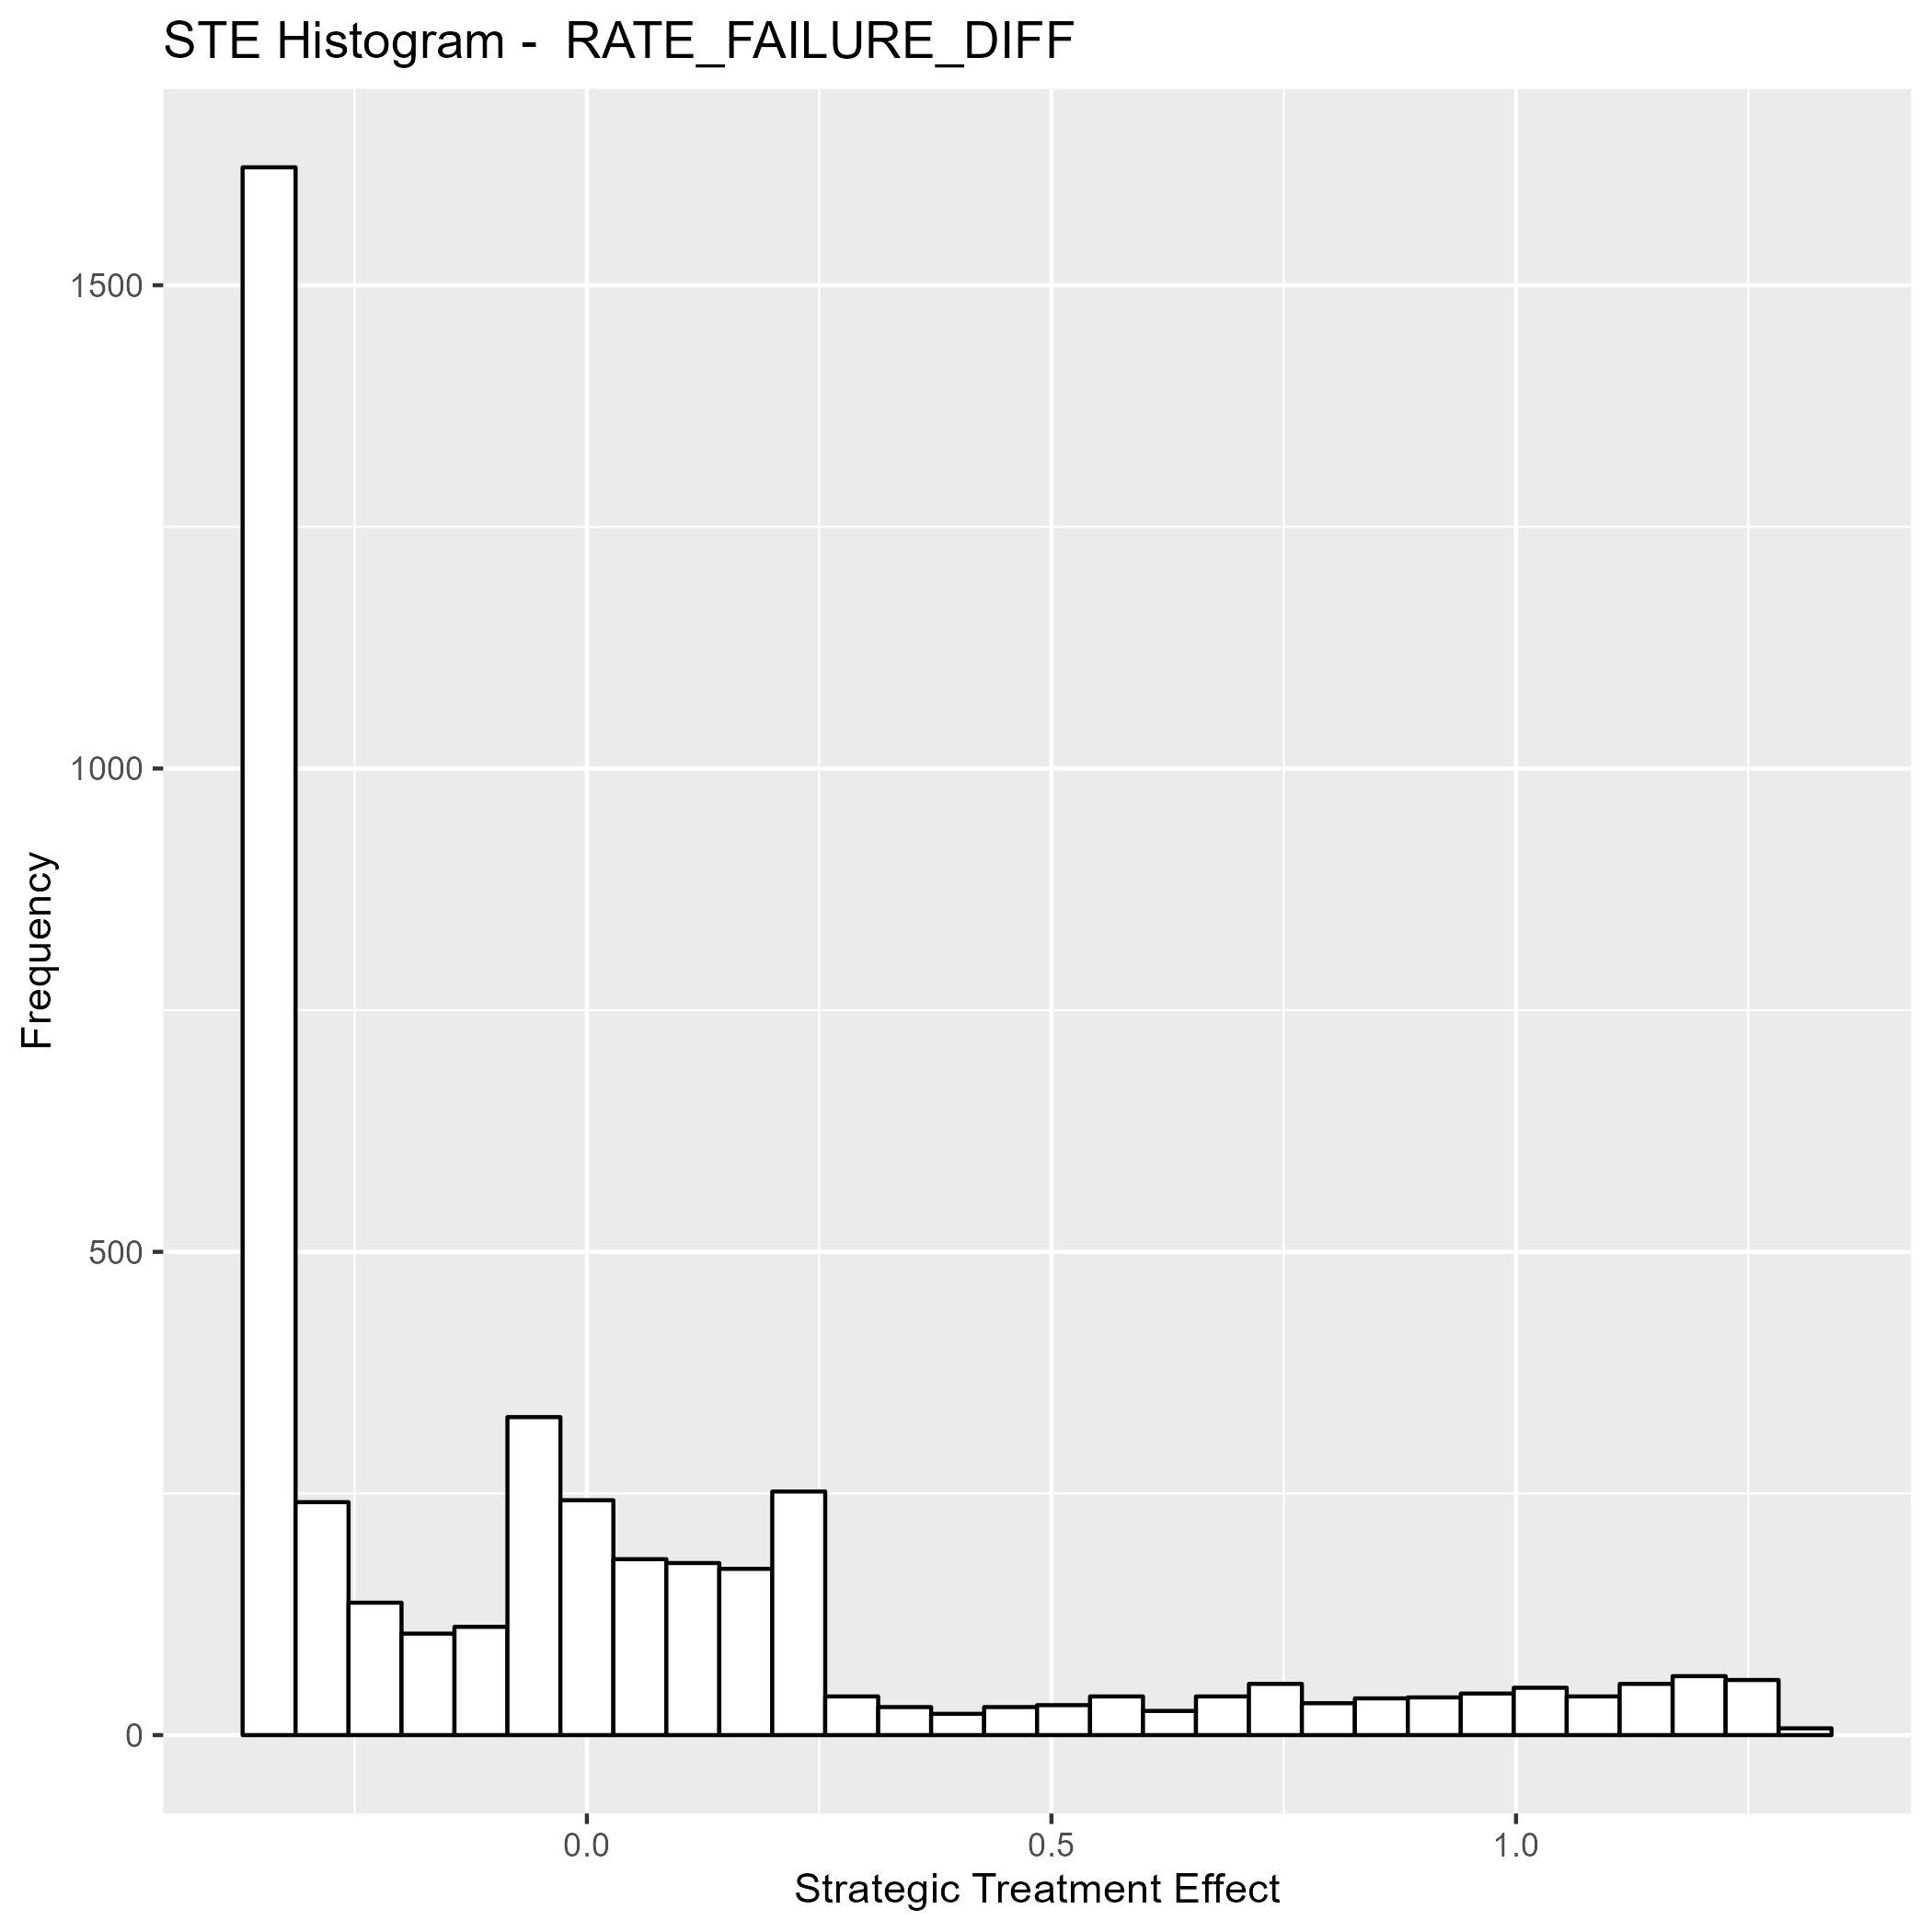 STE Histogram -  RATE_FAILURE_DIFF
1500
1000
500
0
Frequency
0.0 0.5 1.0
Strategic Treatment Effect